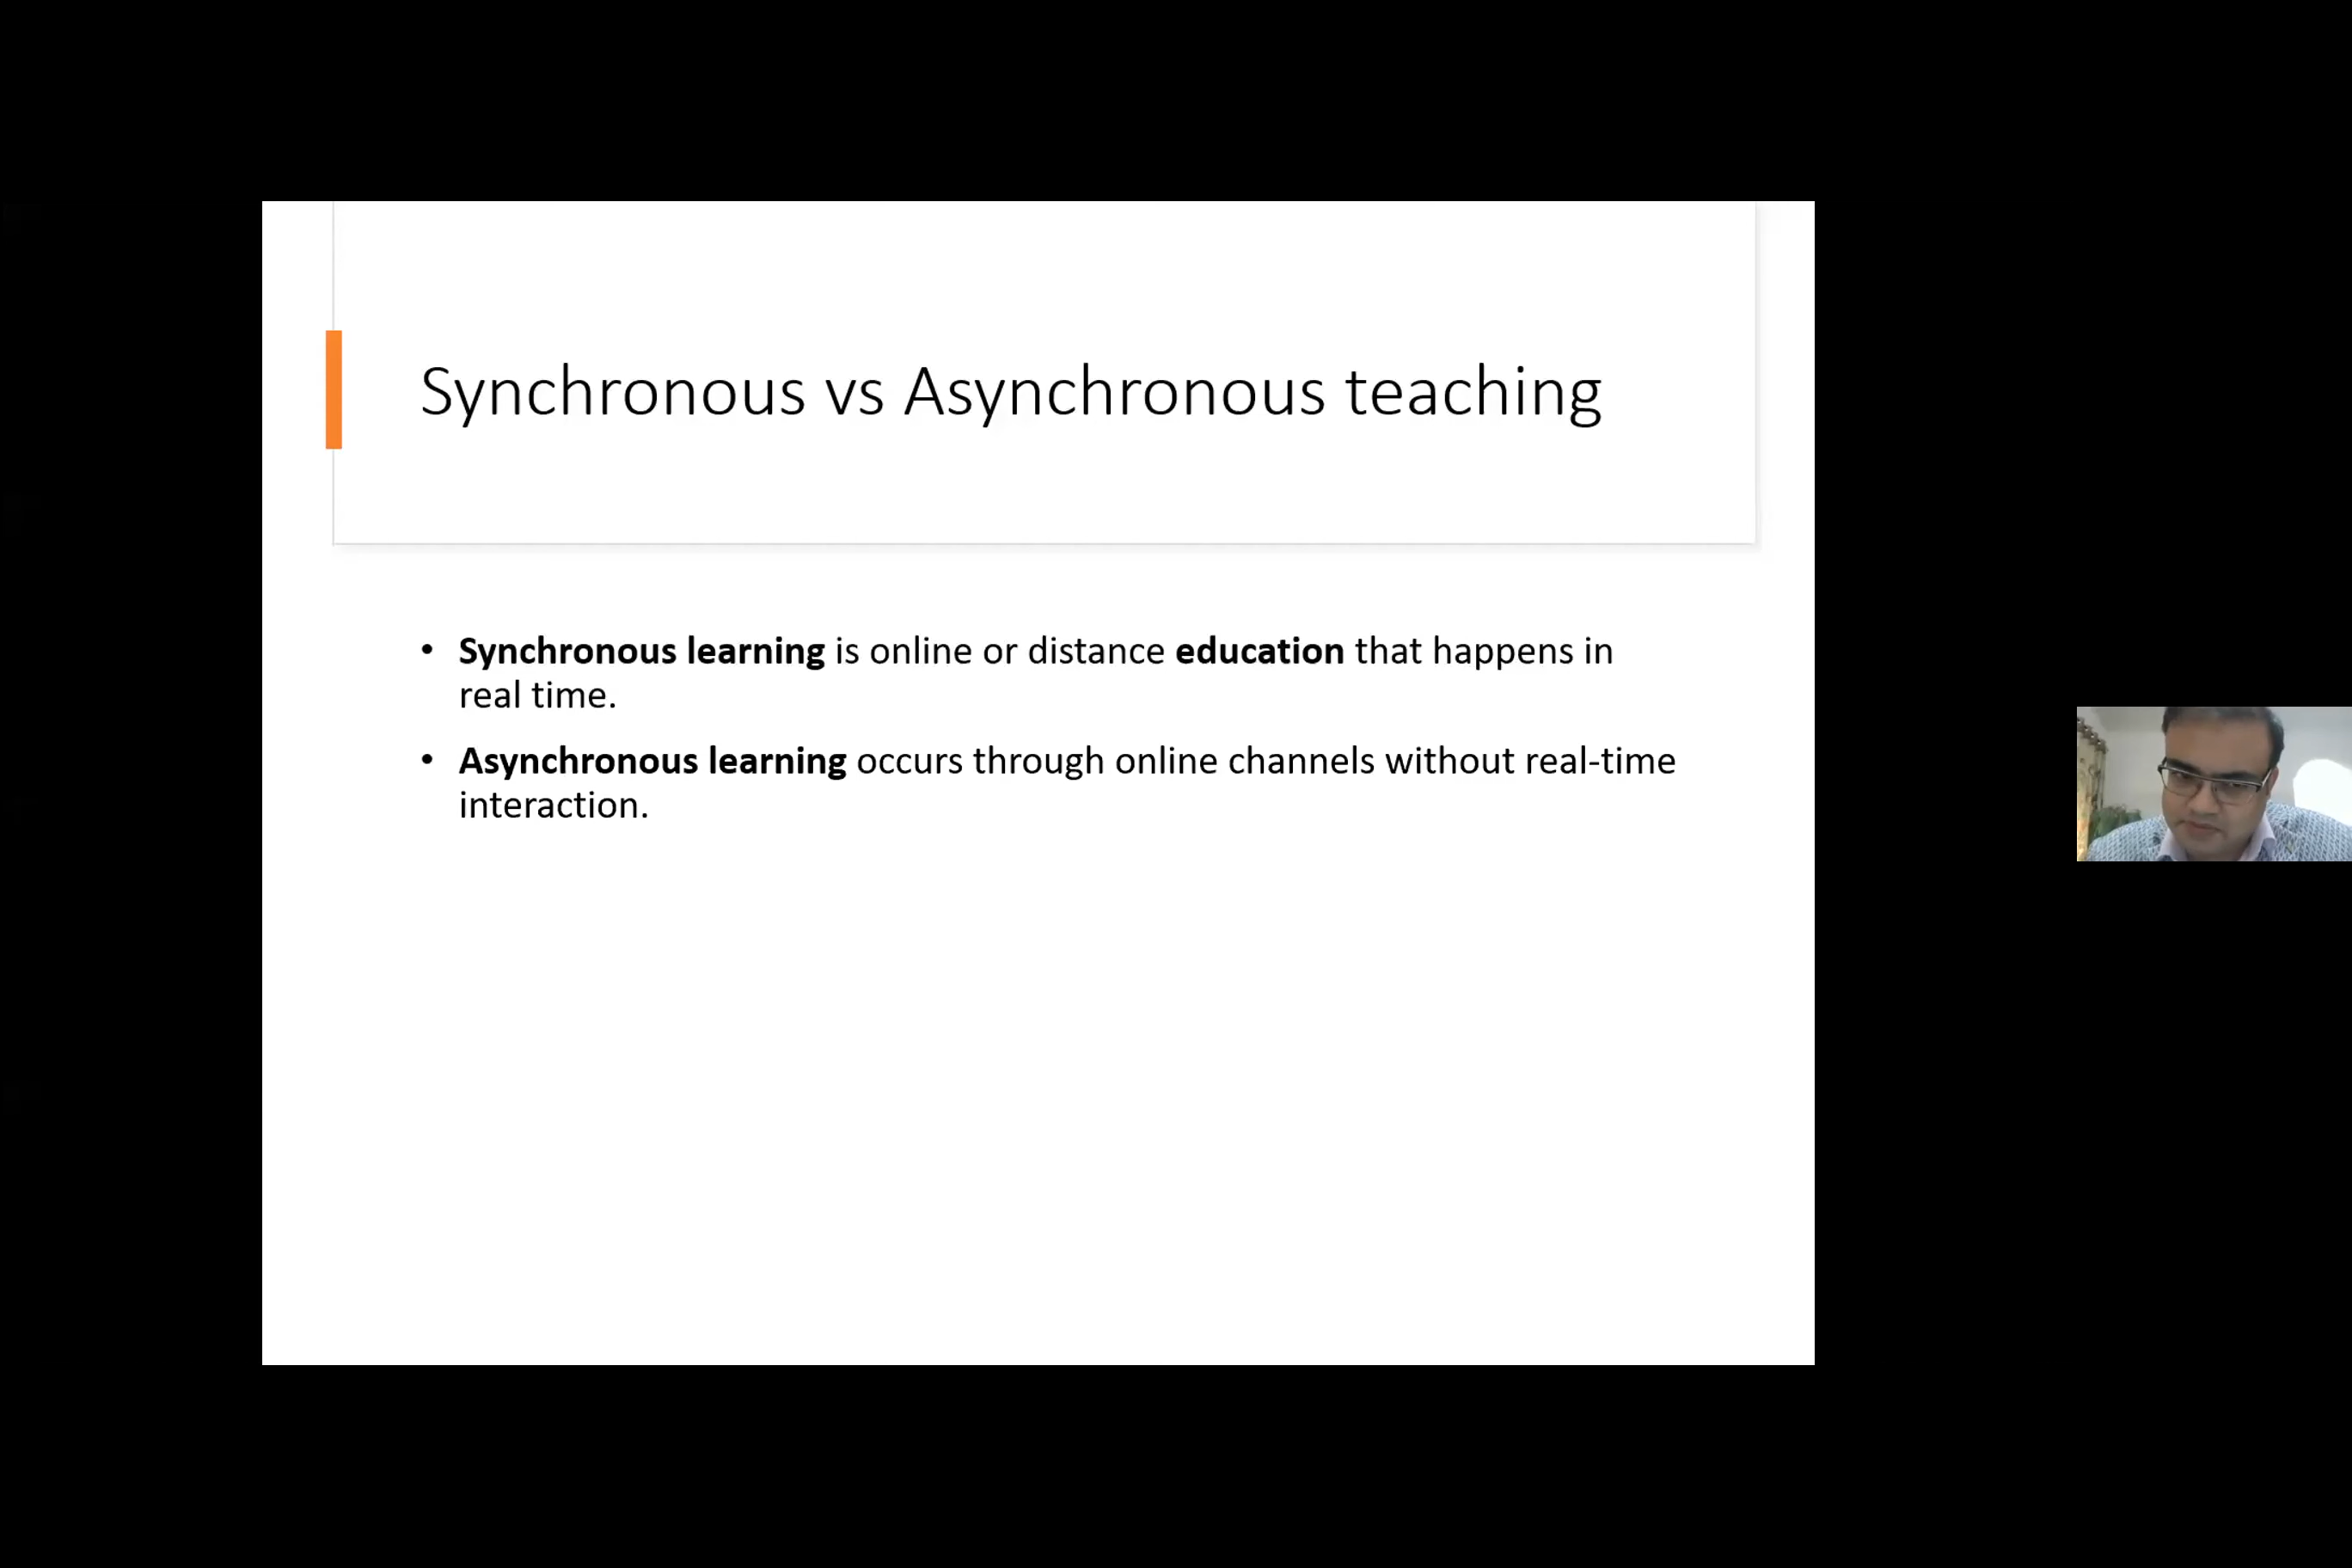 Synchronous vs Asynchronous teaching
• Synchronous learning is online or distance education that happens in
real time.
• Asynchronous learning occurs through online channels without real-time
interaction.